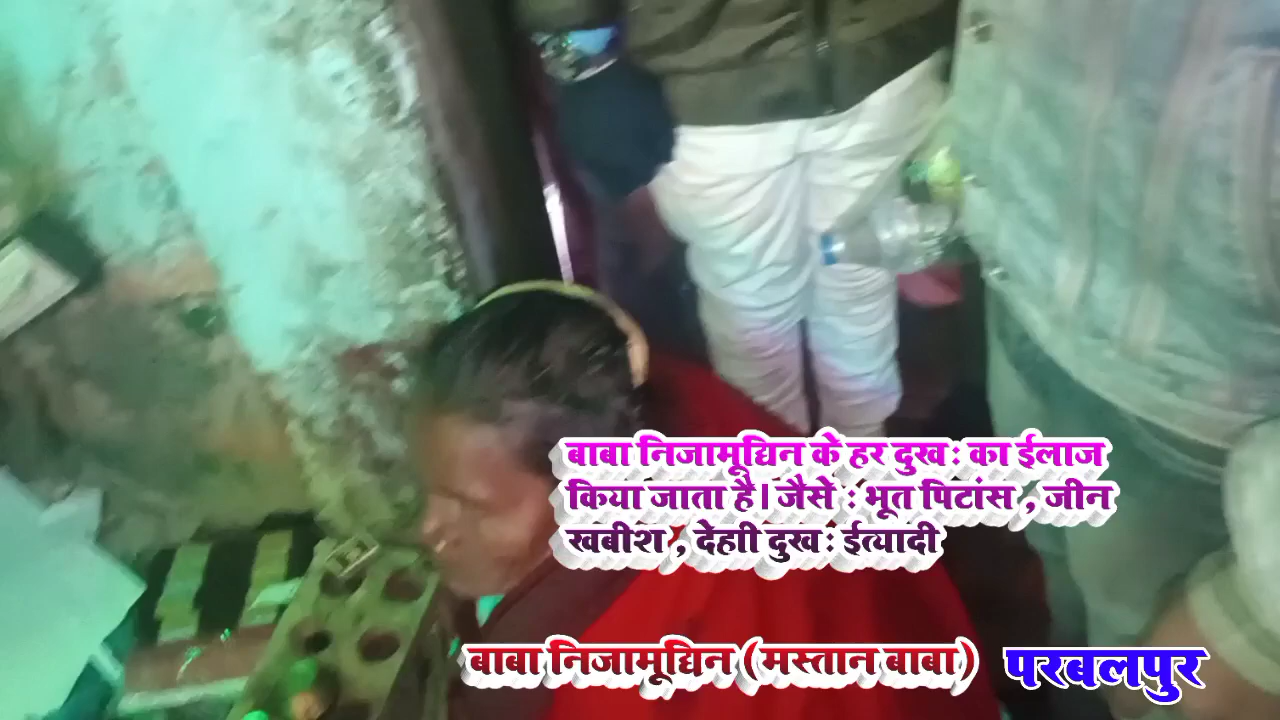 बाबा निजामूद्यिन के हर दुखः का ईलाज
किया जाता है। जैसे : भूत पिटांस , जीन
खबीश , देहाी दुखः ईत्यादी
बाबा निजामूद्यिन (मस्तान बाबा) परबलपुर